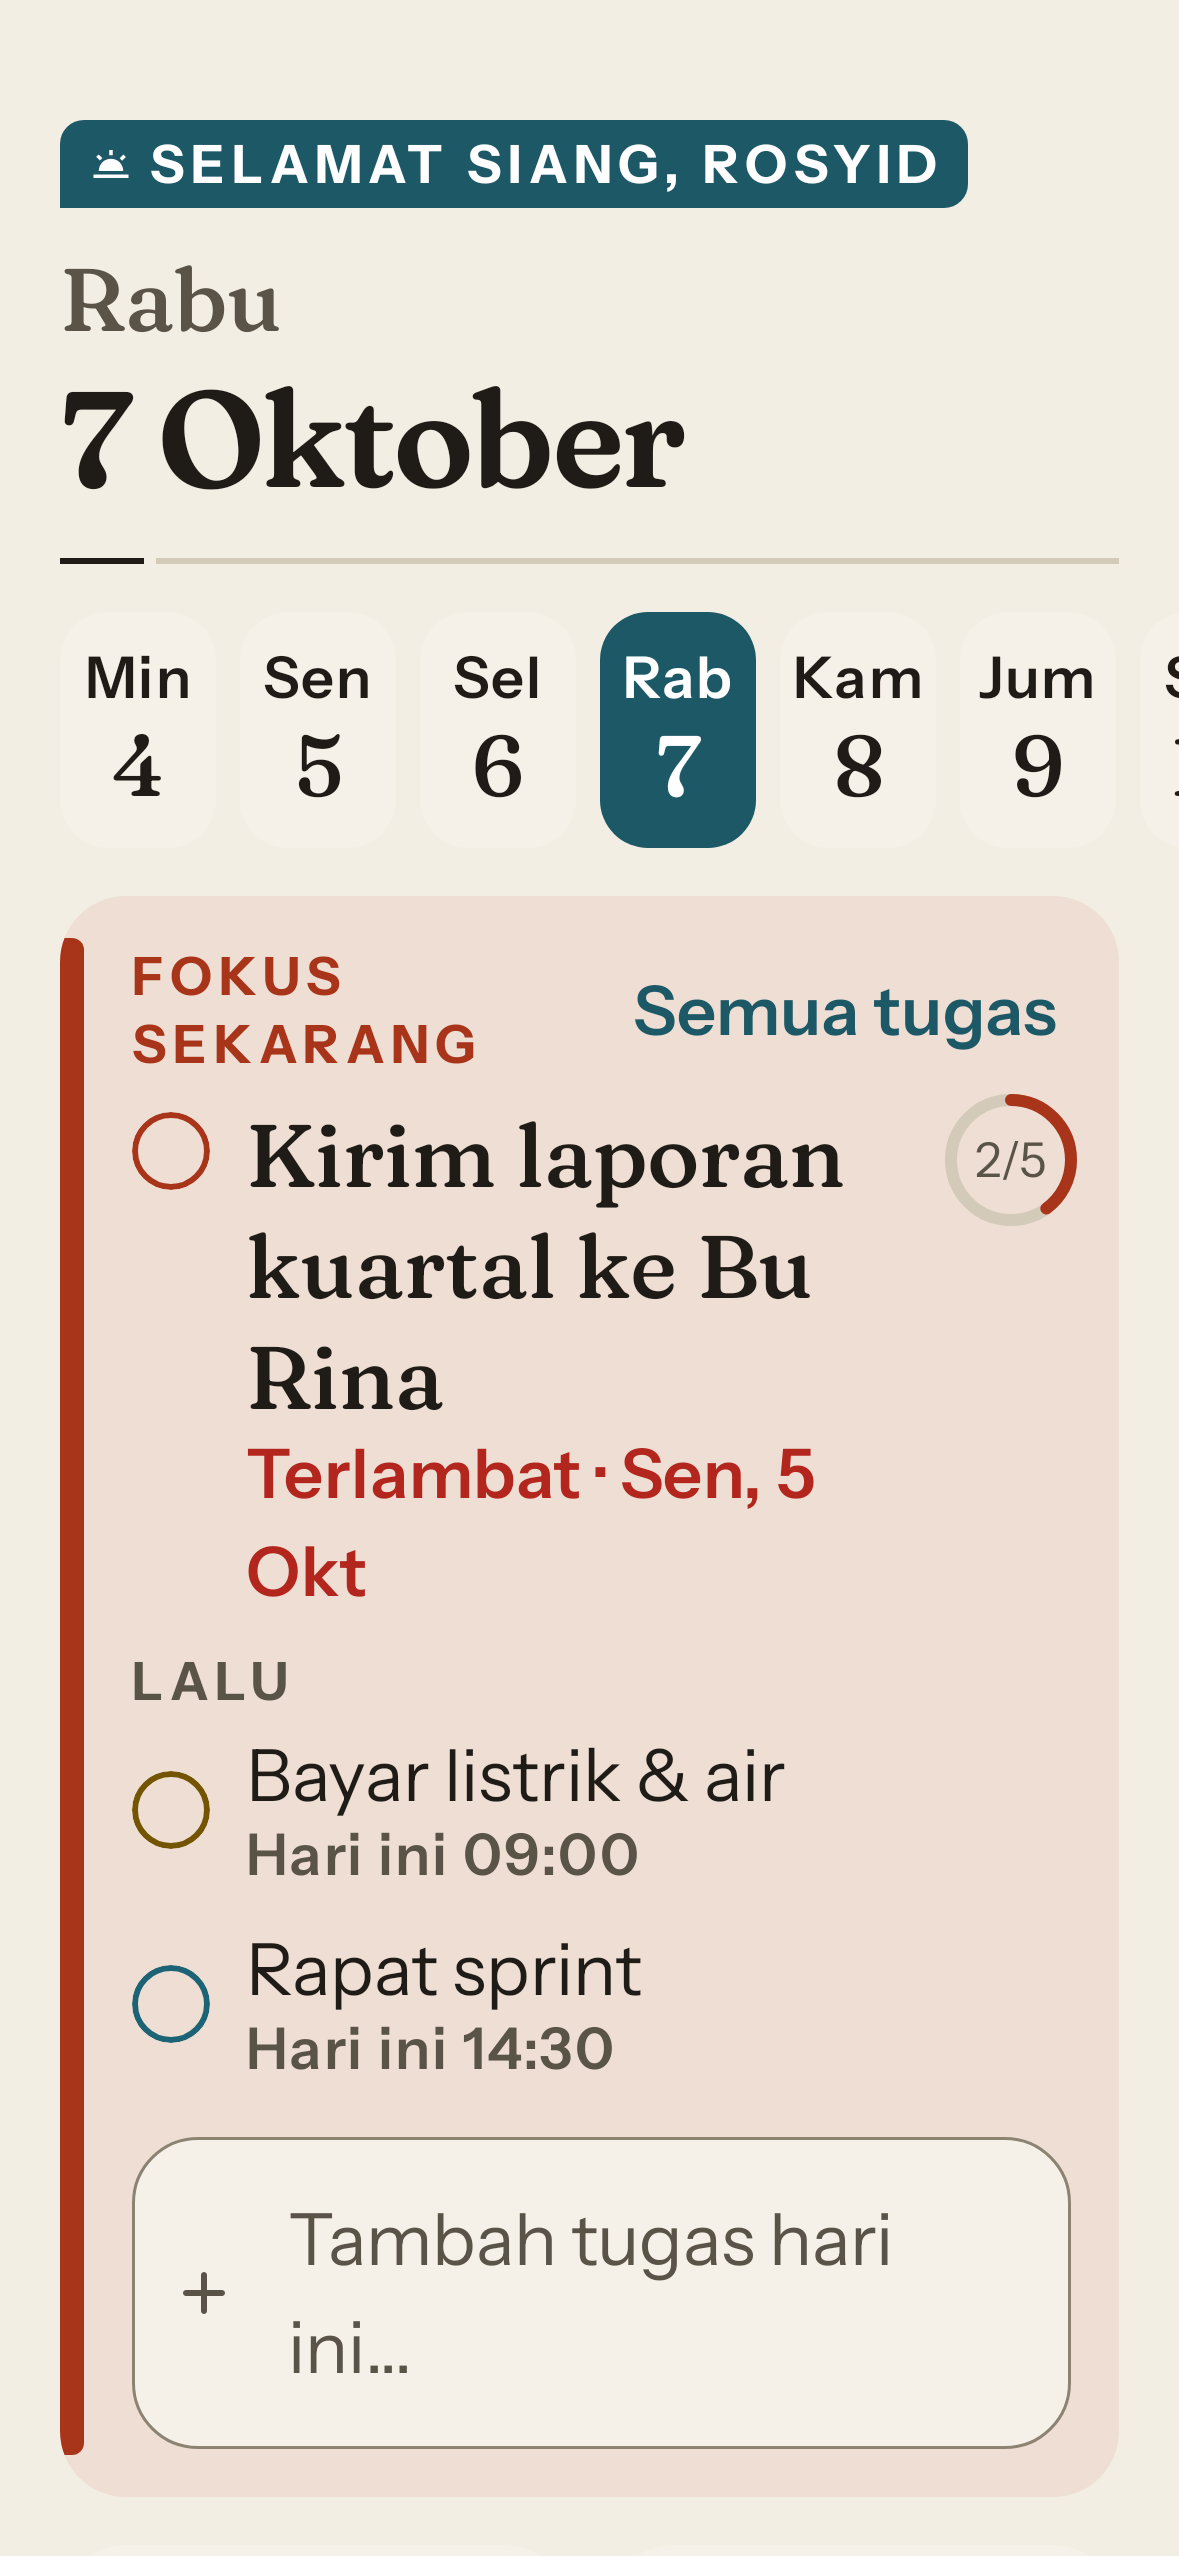 SELAMAT SIANG, ROSYID
Rabu
7 Oktober
Min Sen Sel Rab Kam Jum
4 5 6 7 8 9
FOKUS
SEKARANG
Semua tugas
Kirim laporan
kuartal ke Bu
Rina
2/5
Terlambat · Sen, 5
Okt
LALU
Bayar listrik & air
Hari ini 09:00
Rapat sprint
Hari ini 14:30
+ Tambah tugas hari
ini...